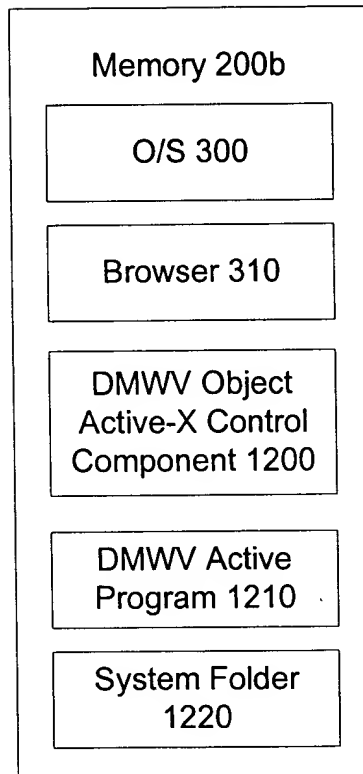 Memory 200b
O/S 300
Browser 310
DMWV Object
Active-X Control
Component 1200
DMWV Active
Program 1210
System Folder
1220